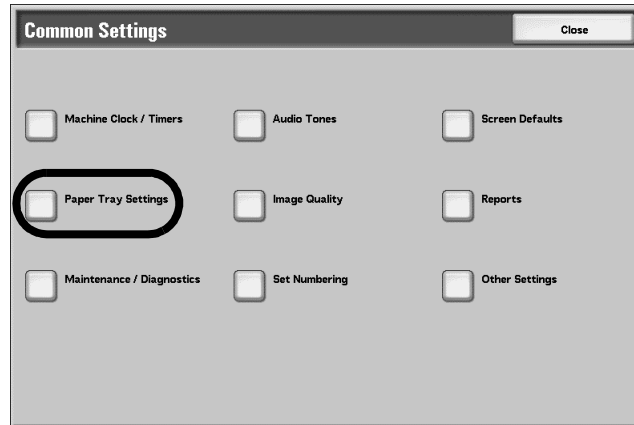 Common Settings
Close
Machine Clock / Timers
Audio Tones
Screen Defaults
Paper Tray Settings
Image Quality
Reports
Maintenance / Diagnostics
Set Numbering
Other Settings